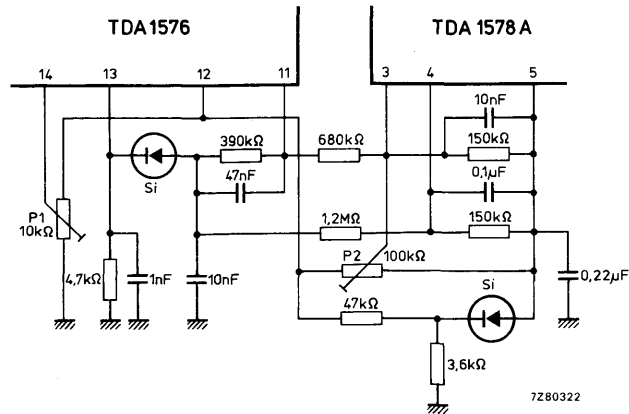 TDA1576
TDA1578A
14
13
12
11
3
4
5
10nF
390kΩ
680kΩ
150kΩ
Si
47nF
0,1µF
P1
10kΩ
1,2MΩ
150kΩ
P2
100kΩ
4,7kΩ
1nF
10nF
Si
0,22µF
47kΩ
3,6kΩ
7Z80322